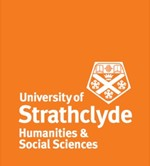 University of
Strathclyde
Humanities &
Social Sciences